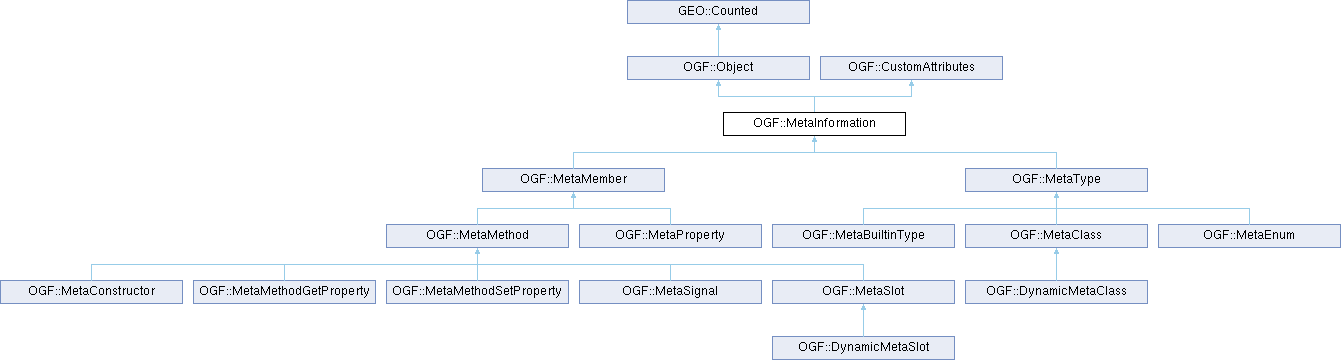 GEO::Counted
OGF::Object
OGF::CustomAttributes
OGF::MetaInformation
OGF::MetaMember
OGF::MetaType
OGF::MetaMethod
OGF::MetaProperty
OGF::MetaBuiltinType
OGF::MetaClass
OGF::MetaEnum
OGF::MetaConstructor
OGF::MetaMethodGetProperty
OGF::MetaMethodSetProperty
OGF::MetaSignal
OGF::MetaSlot
OGF::DynamicMetaClass
OGF::DynamicMetaSlot